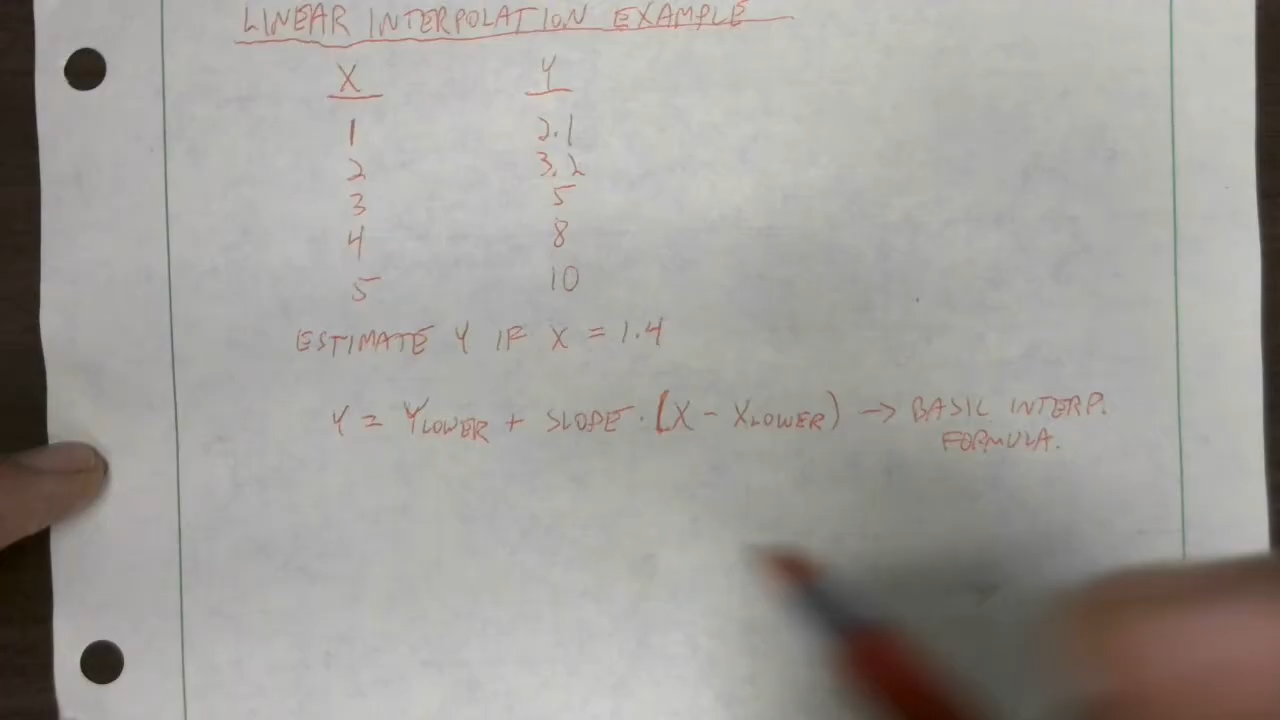 LINEAR INTERPOLATION EXAMPLE
X Y
1 2.1
2 3.2
3 5
4 8
5 10
ESTIMATE Y IF X = 1.4
Y = YLOWER + SLOPE · (X - XLOWER) → BASIC INTERP.
FORMULA.